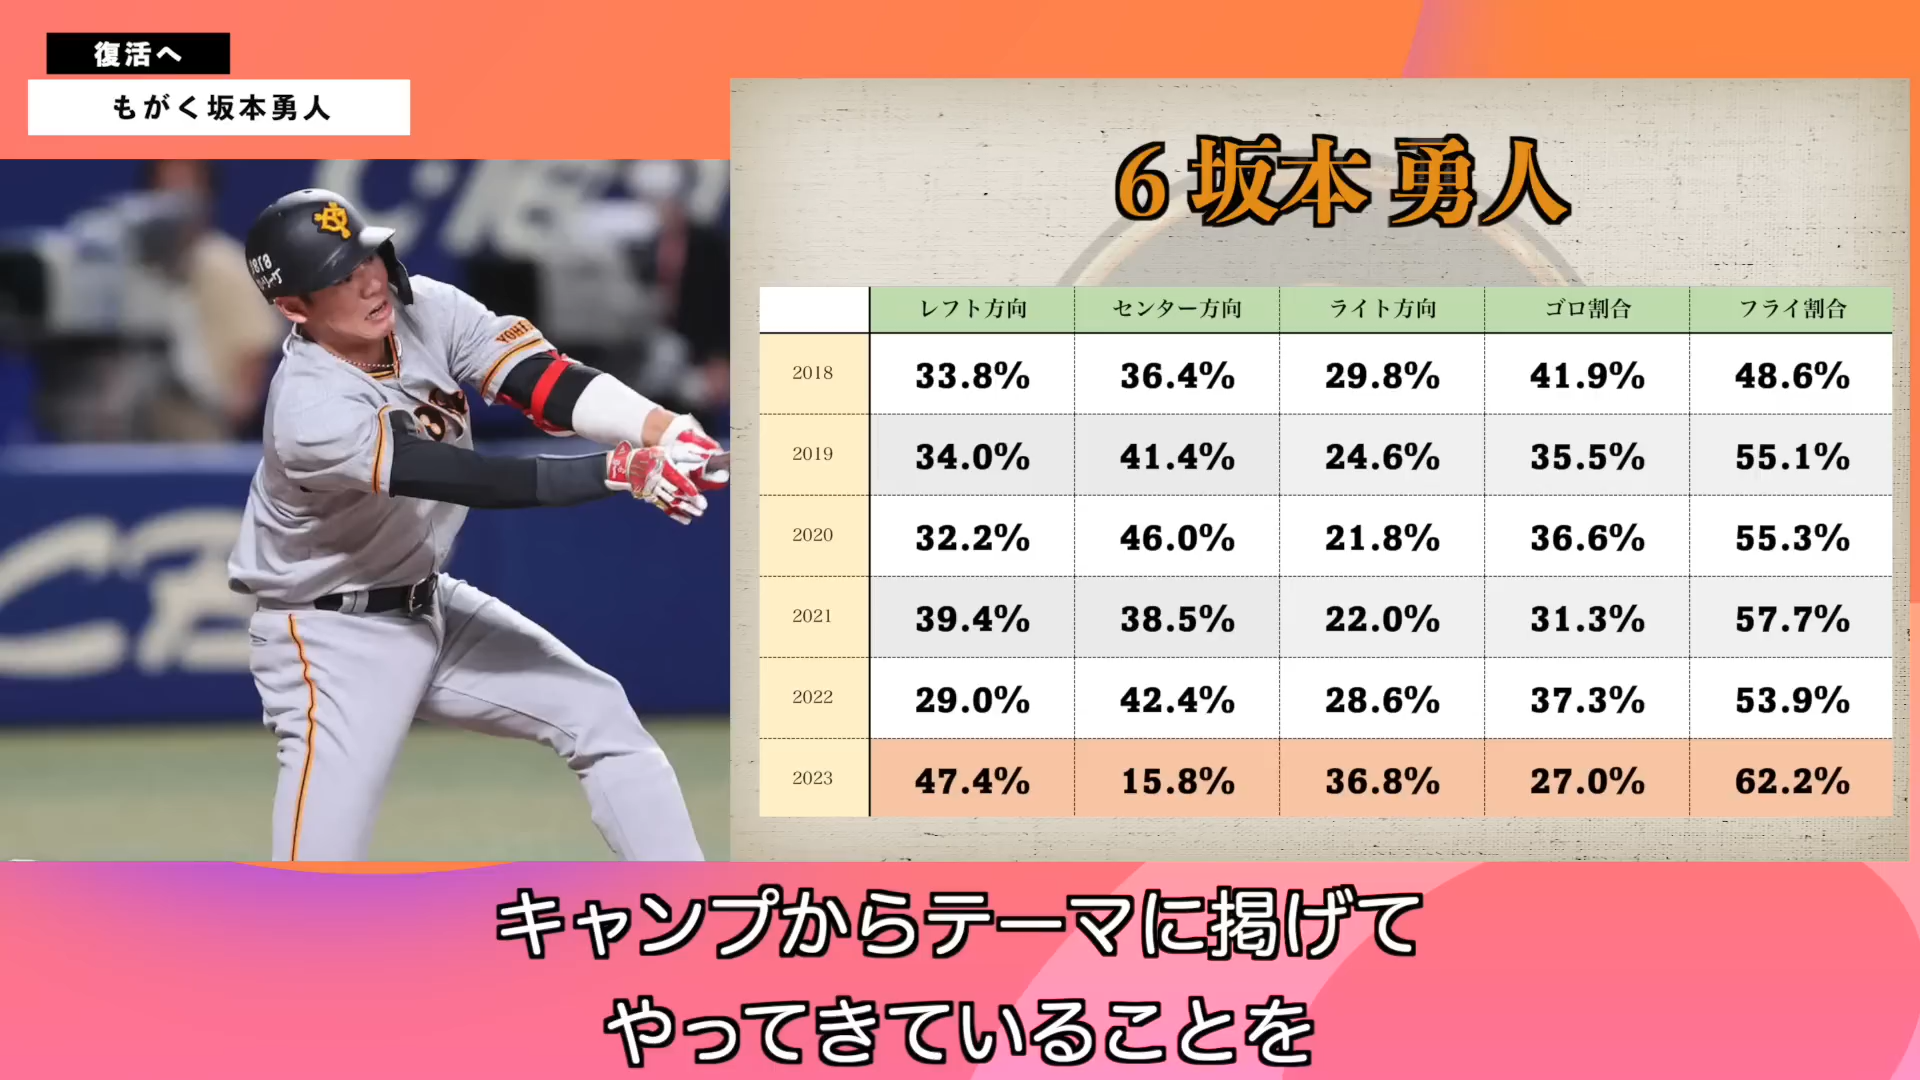 復活へ
もがく坂本勇人
6 坂本 勇人
レフト方向 センター方向 ライト方向 ゴロ割合 フライ割合
2018 33.8% 36.4% 29.8% 41.9% 48.6%
2019 34.0% 41.4% 24.6% 35.5% 55.1%
2020 32.2% 46.0% 21.8% 36.6% 55.3%
2021 39.4% 38.5% 22.0% 31.3% 57.7%
2022 29.0% 42.4% 28.6% 37.3% 53.9%
2023 47.4% 15.8% 36.8% 27.0% 62.2%
キャンプからテーマに掲げて
やってきていることを